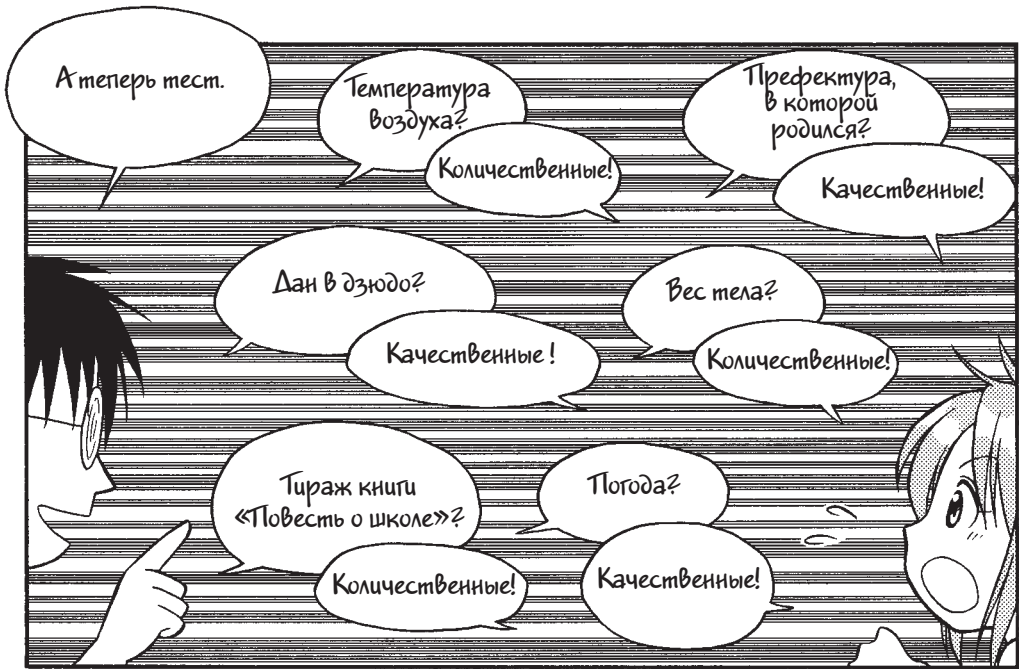 А теперь тест.
Температура
воздуха?
Количественные!
Префектура,
в которой
родился?
Качественные!
Дан в дзюдо?
Качественные !
Вес тела?
Количественные!
Тираж книги
«Повесть о школе»?
Количественные!
Погода?
Качественные!